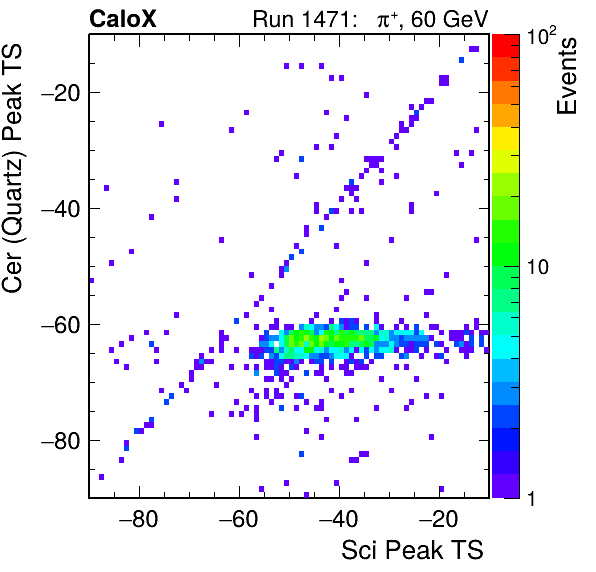 CaloX Run 1471: π⁺, 60 GeV
Cer (Quartz) Peak TS
−20
−40
−60
−80
−80 −60 −40 −20
Sci Peak TS
10²
10
1
Events